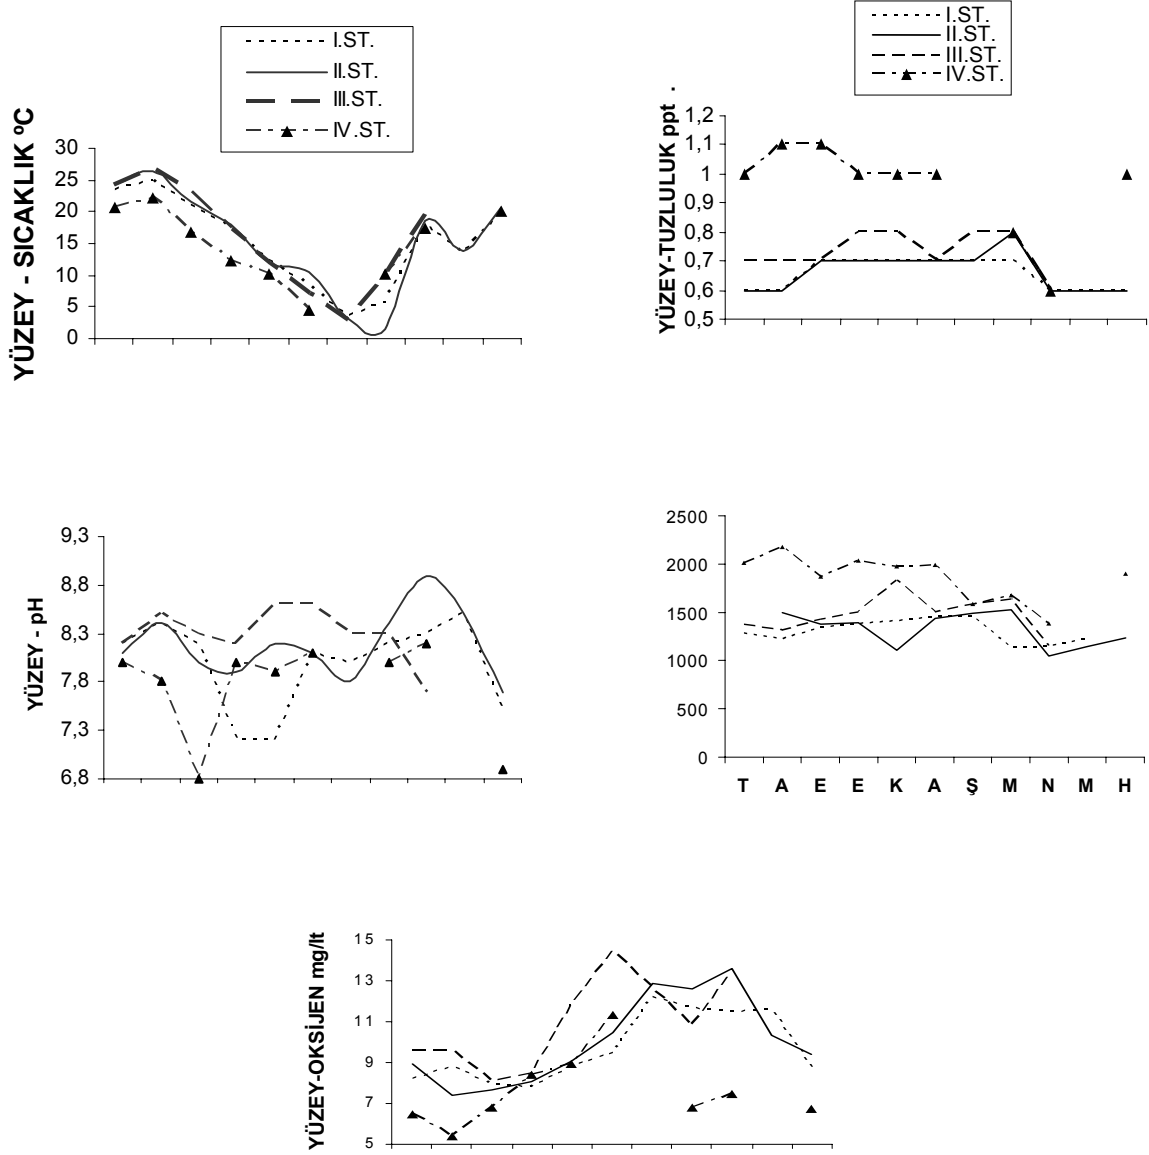 I.ST.
II.ST.
III.ST.
IV.ST.
YÜZEY - SICAKLIK ºC
30
25
20
15
10
5
0
I.ST.
II.ST.
III.ST.
IV.ST.
YÜZEY-TUZLULUK ppt .
1,2
1,1
1
0,9
0,8
0,7
0,6
0,5
YÜZEY - pH
9,3
8,8
8,3
7,8
7,3
6,8
2500
2000
1500
1000
500
0
T A E E K A Ş M N M H
YÜZEY-OKSİJEN mg/lt
15
13
11
9
7
5